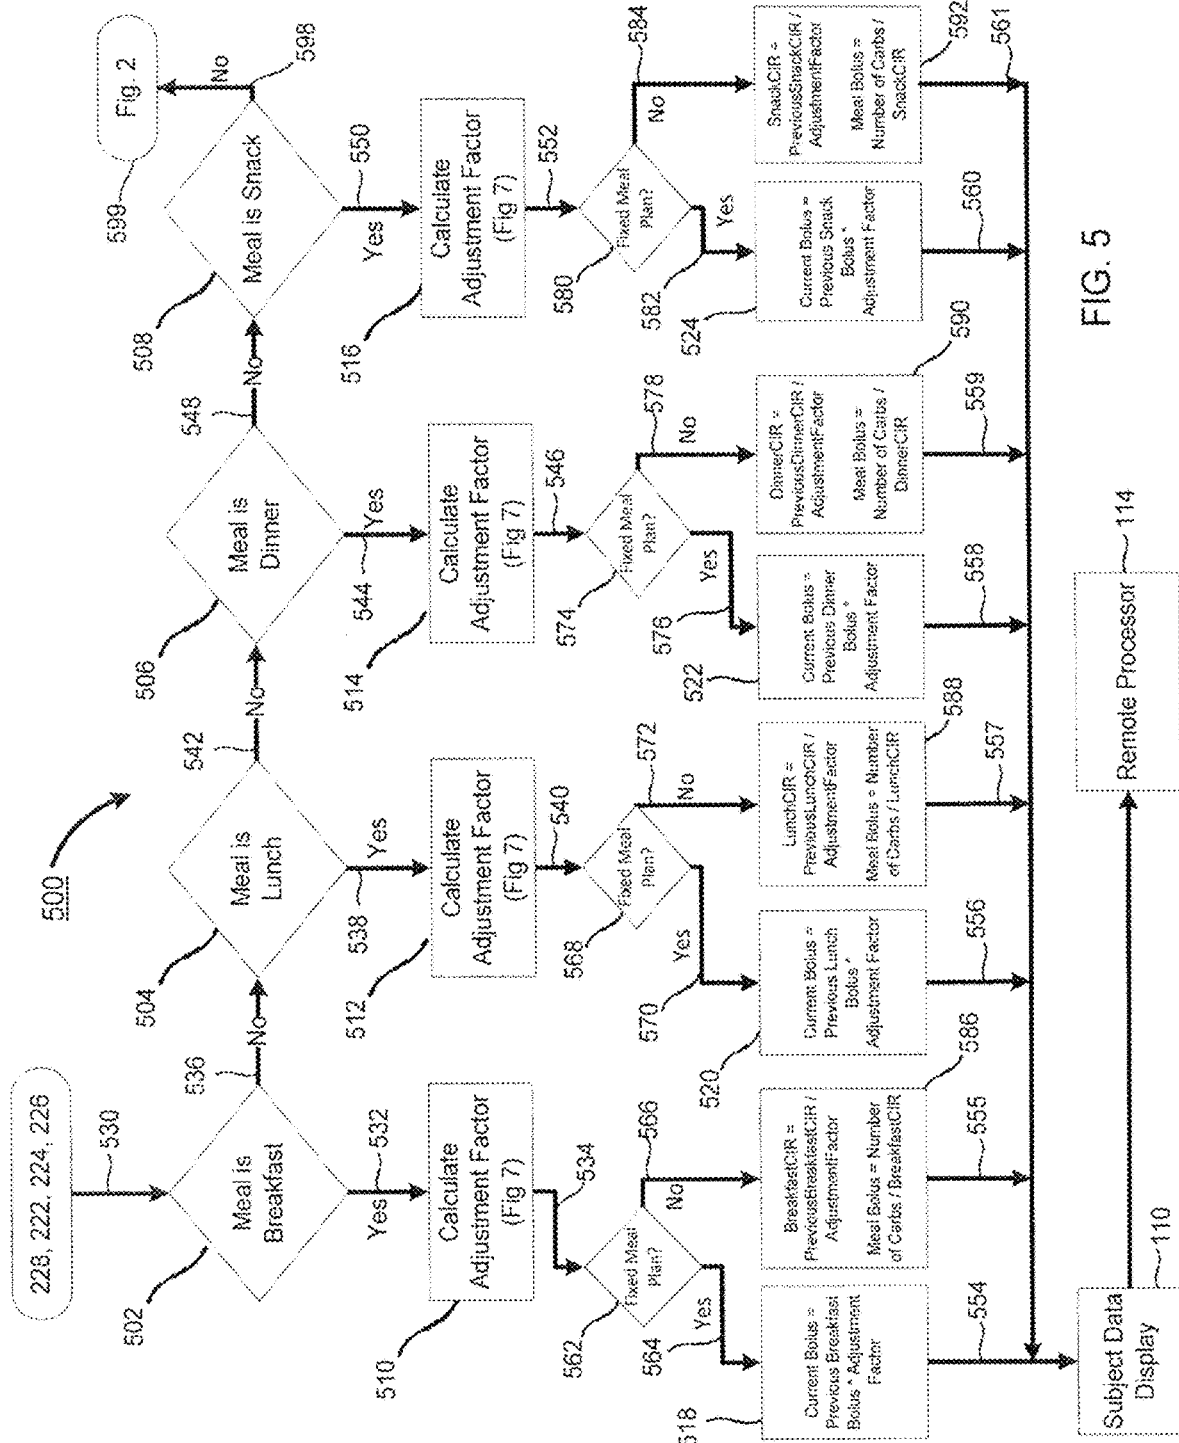 500
228, 222, 224, 226
530
502
Meal is
Breakfast
536
No
504
Meal is
Lunch
542
No
506
Meal is
Dinner
548
No
508
Meal is Snack
No
598
599
Fig. 2
Yes
532
538
Yes
544
Yes
Yes
550
510
Calculate
Adjustment Factor
(Fig 7)
534
512
Calculate
Adjustment Factor
(Fig 7)
540
514
Calculate
Adjustment Factor
(Fig 7)
546
516
Calculate
Adjustment Factor
(Fig 7)
552
562
Fixed Meal
Plan?
564
Yes
No
566
568
Fixed Meal
Plan?
570
Yes
No
572
574
Fixed Meal
Plan?
576
Yes
No
578
580
Fixed Meal
Plan?
582
Yes
No
584
518
Current Bolus =
Previous Breakfast
Bolus * Adjustment
Factor
BreakfastCIR =
PreviousBreakfastCIR /
AdjustmentFactor
Meal Bolus = Number
of Carbs / BreakfastCIR
586
520
Current Bolus =
Previous Lunch
Bolus *
Adjustment Factor
LunchCIR =
PreviousLunchCIR /
AdjustmentFactor
Meal Bolus = Number
of Carbs / LunchCIR
588
522
Current Bolus =
Previous Dinner
Bolus *
Adjustment Factor
DinnerCIR =
PreviousDinnerCIR /
AdjustmentFactor
Meal Bolus =
Number of Carbs /
DinnerCIR
590
524
Current Bolus =
Previous Snack
Bolus *
Adjustment Factor
SnackCIR =
PreviousSnackCIR /
AdjustmentFactor
Meal Bolus =
Number of Carbs /
SnackCIR
592
554
555
556
557
558
559
560
561
Subject Data
Display
110
Remote Processor
114
FIG. 5